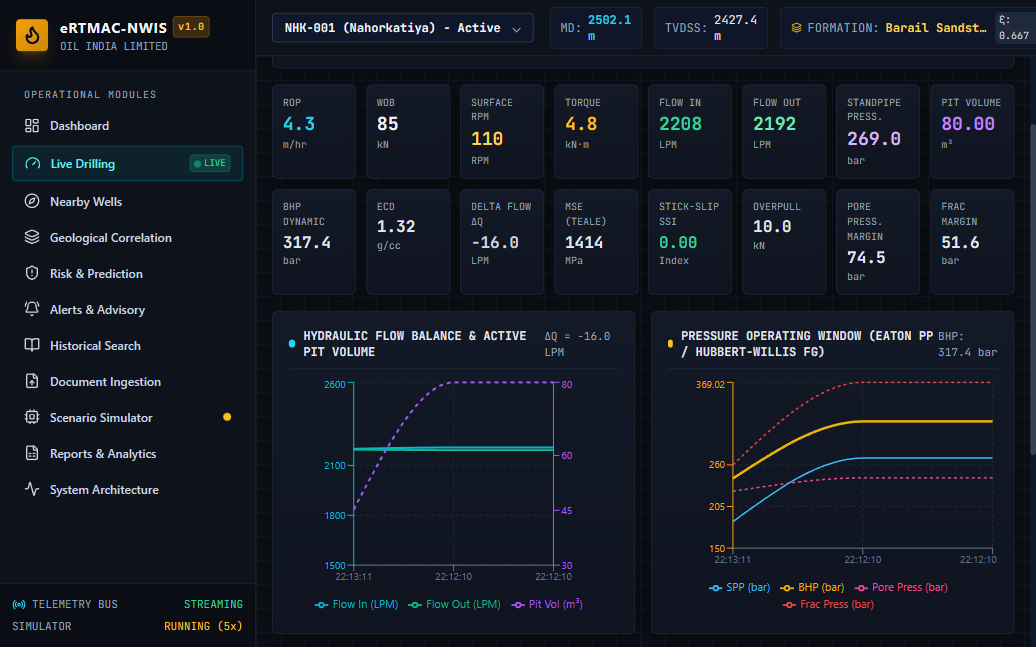 eRTMAC-NWIS v1.0
OIL INDIA LIMITED
OPERATIONAL MODULES
Dashboard
Live Drilling LIVE
Nearby Wells
Geological Correlation
Risk & Prediction
Alerts & Advisory
Historical Search
Document Ingestion
Scenario Simulator
Reports & Analytics
System Architecture
TELEMETRY BUS STREAMING
SIMULATOR RUNNING (5x)
NHK-001 (Nahorkatiya) - Active
MD: 2502.1 m
TVDSS: 2427.4 m
FORMATION: Barail Sandst…
ξ: 0.667
ROP
4.3
m/hr
WOB
85
kN
SURFACE
RPM
110
RPM
TORQUE
4.8
kN·m
FLOW IN
2208
LPM
FLOW OUT
2192
LPM
STANDPIPE
PRESS.
269.0
bar
PIT VOLUME
80.00
m³
BHP
DYNAMIC
317.4
bar
ECD
1.32
g/cc
DELTA FLOW
ΔQ
-16.0
LPM
MSE
(TEALE)
1414
MPa
STICK-SLIP
SSI
0.00
Index
OVERPULL
10.0
kN
PORE
PRESS.
MARGIN
74.5
bar
FRAC
MARGIN
51.6
bar
HYDRAULIC FLOW BALANCE & ACTIVE
PIT VOLUME
ΔQ = -16.0
LPM
2600
2100
1800
1500
80
60
45
30
22:13:11 22:12:10 22:12:10
Flow In (LPM) Flow Out (LPM) Pit Vol (m³)
PRESSURE OPERATING WINDOW (EATON PP
/ HUBBERT-WILLIS FG)
BHP:
317.4 bar
369.02
260
205
150
22:13:11 22:12:10 22:12:10
SPP (bar) BHP (bar) Pore Press (bar)
Frac Press (bar)